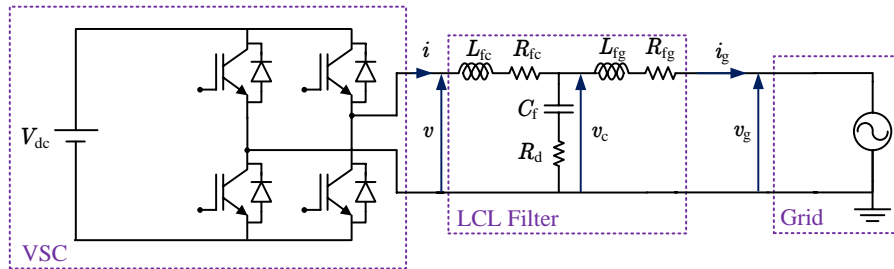 i
L_fc
R_fc
L_fg
R_fg
i_g
V_dc
v
C_f
R_d
v_c
v_g
VSC
LCL Filter
Grid